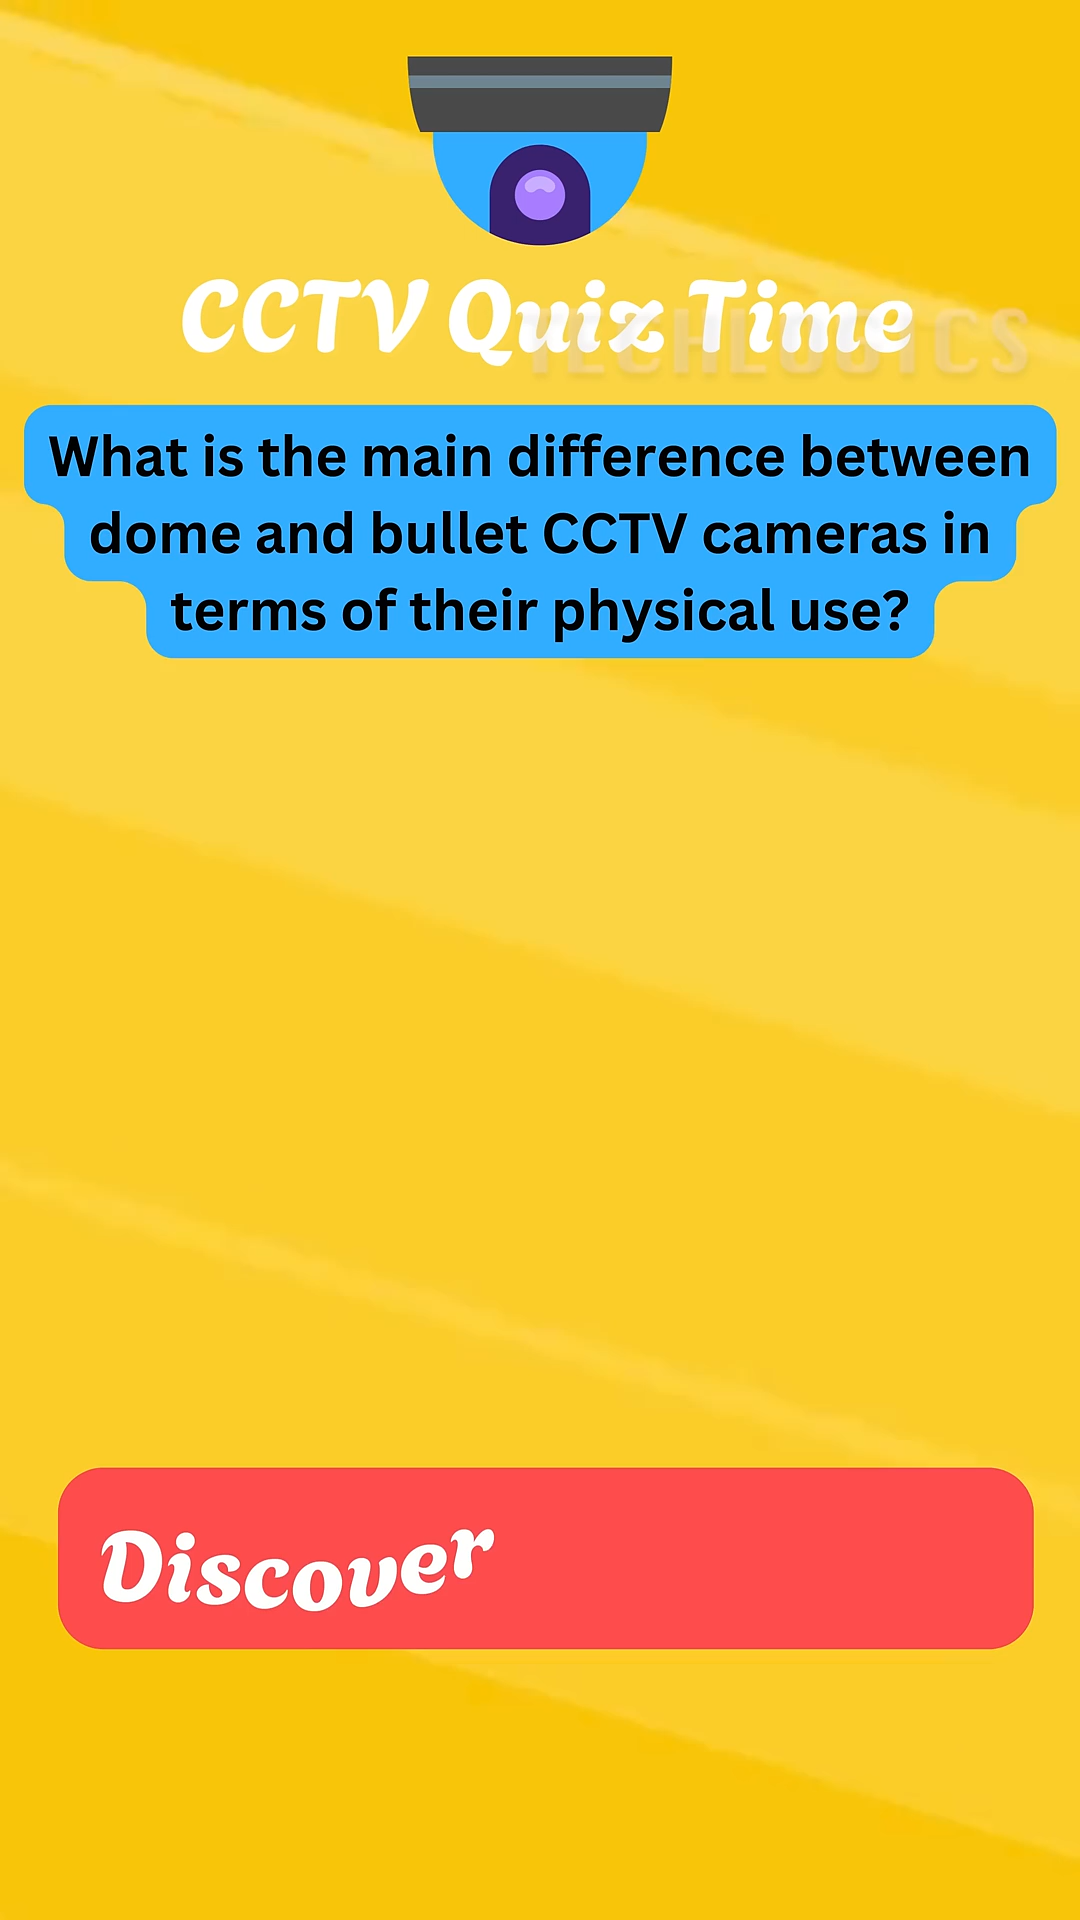 CCTV Quiz Time
TECHLOGICS
What is the main difference between
dome and bullet CCTV cameras in
terms of their physical use?
Discover